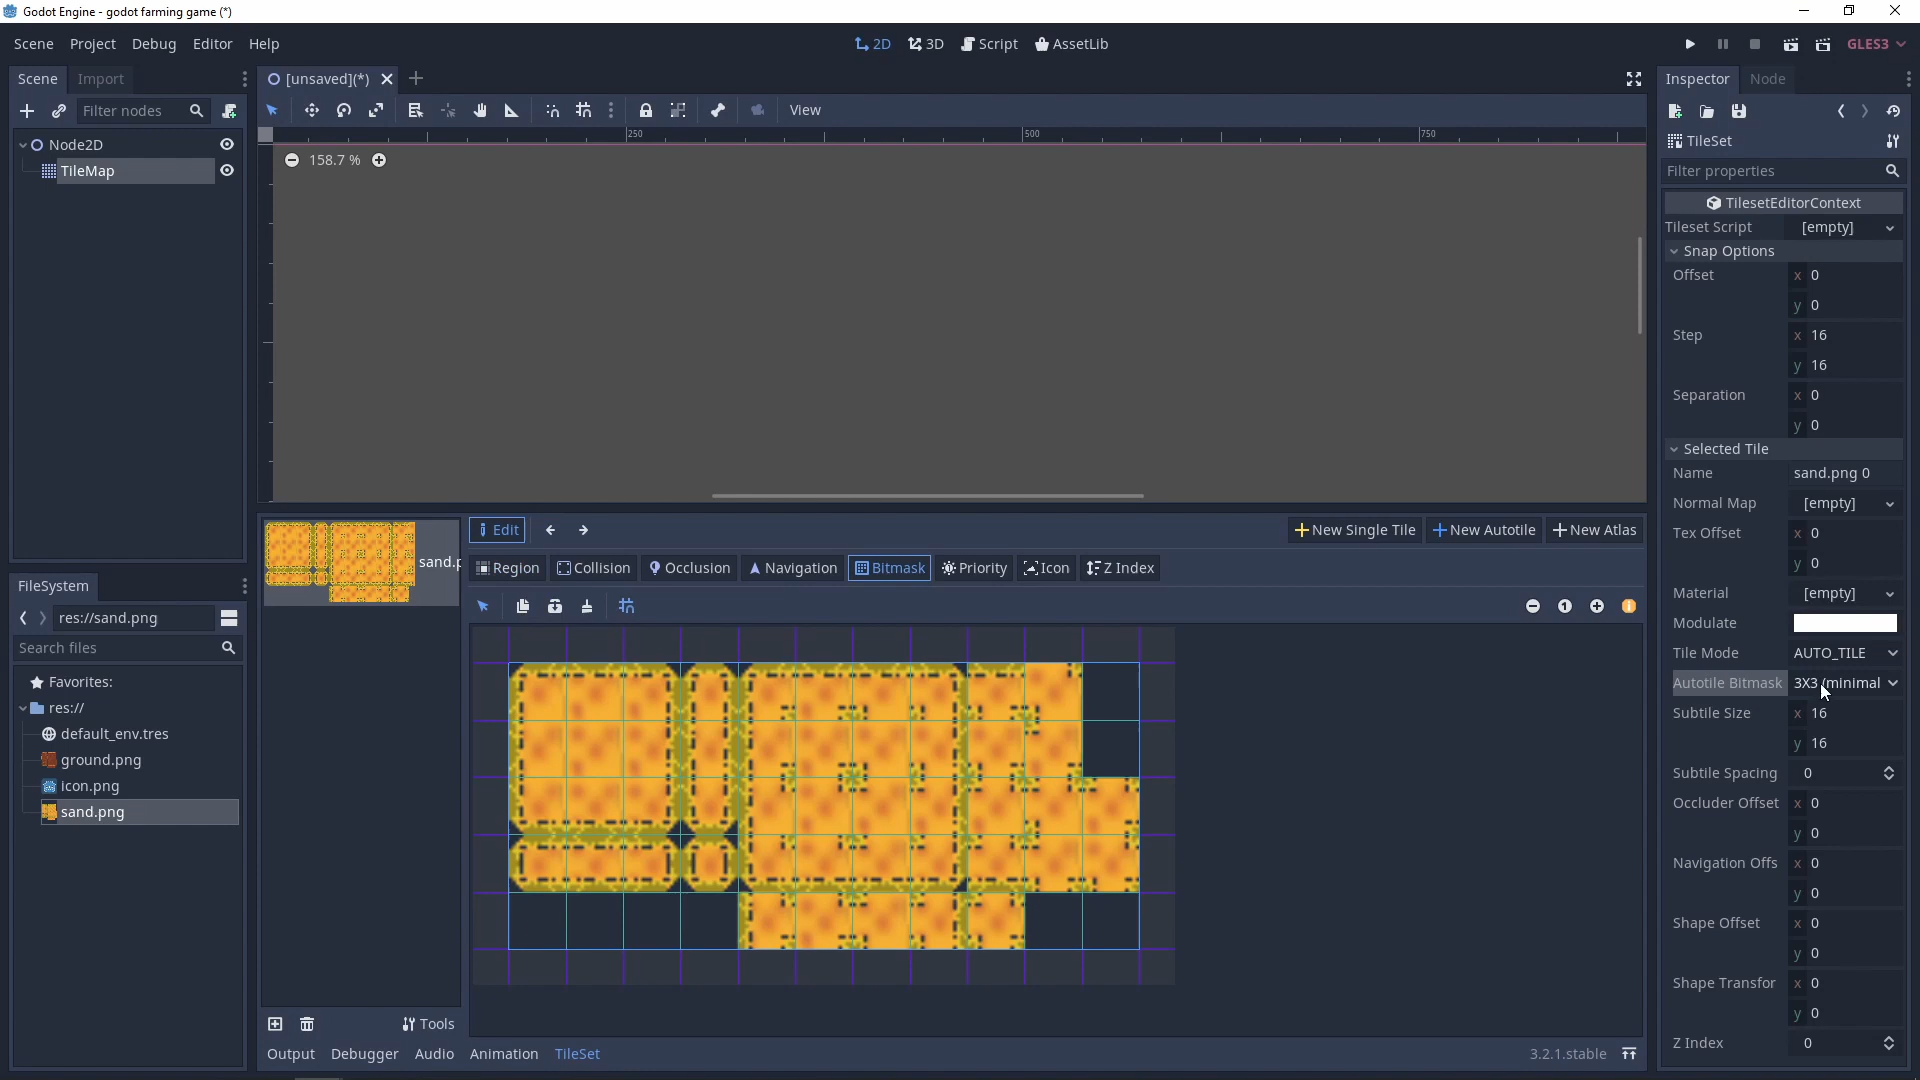 Godot Engine - godot farming game (*)
Scene Project Debug Editor Help
2D 3D Script AssetLib
GLES3
Scene Import
[unsaved](*)
Inspector Node
Filter nodes
View
250 500 750
Node2D
TileMap
158.7 %
TileSet
Filter properties
TilesetEditorContext
Tileset Script [empty]
Snap Options
Offset x 0
y 0
Step x 16
y 16
Separation x 0
y 0
Selected Tile
Name sand.png 0
Normal Map [empty]
Tex Offset x 0
y 0
Material [empty]
Modulate
Tile Mode AUTO_TILE
Autotile Bitmask 3X3 (minimal
Subtile Size x 16
y 16
Subtile Spacing 0
Occluder Offset x 0
y 0
Navigation Offs x 0
y 0
Shape Offset x 0
y 0
Shape Transfor x 0
y 0
Z Index 0
Edit New Single Tile New Autotile New Atlas
sand.p
Region Collision Occlusion Navigation Bitmask Priority Icon Z Index
1
FileSystem
res://sand.png
Search files
Favorites:
res://
default_env.tres
ground.png
icon.png
sand.png
Tools
Output Debugger Audio Animation TileSet
3.2.1.stable